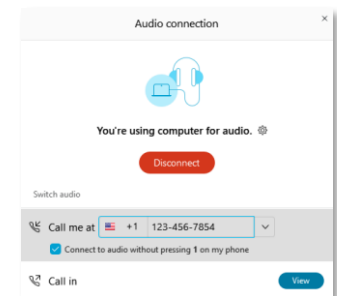 Audio connection
You're using computer for audio.
Disconnect
Switch audio
Call me at +1 123-456-7854
Connect to audio without pressing 1 on my phone
Call in View